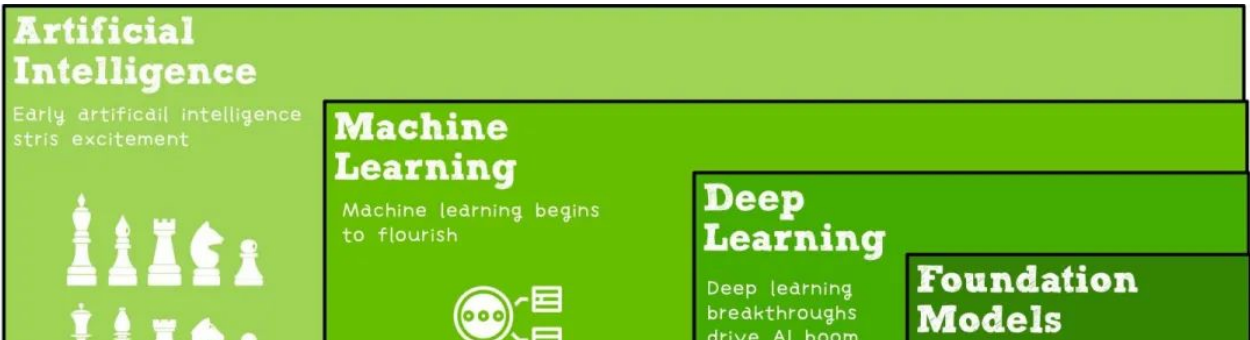 Artificial
Intelligence
Early artificail intelligence
stris excitement
Machine
Learning
Machine learning begins
to flourish
Deep
Learning
Deep learning
breakthroughs
drive AI boom
Foundation
Models